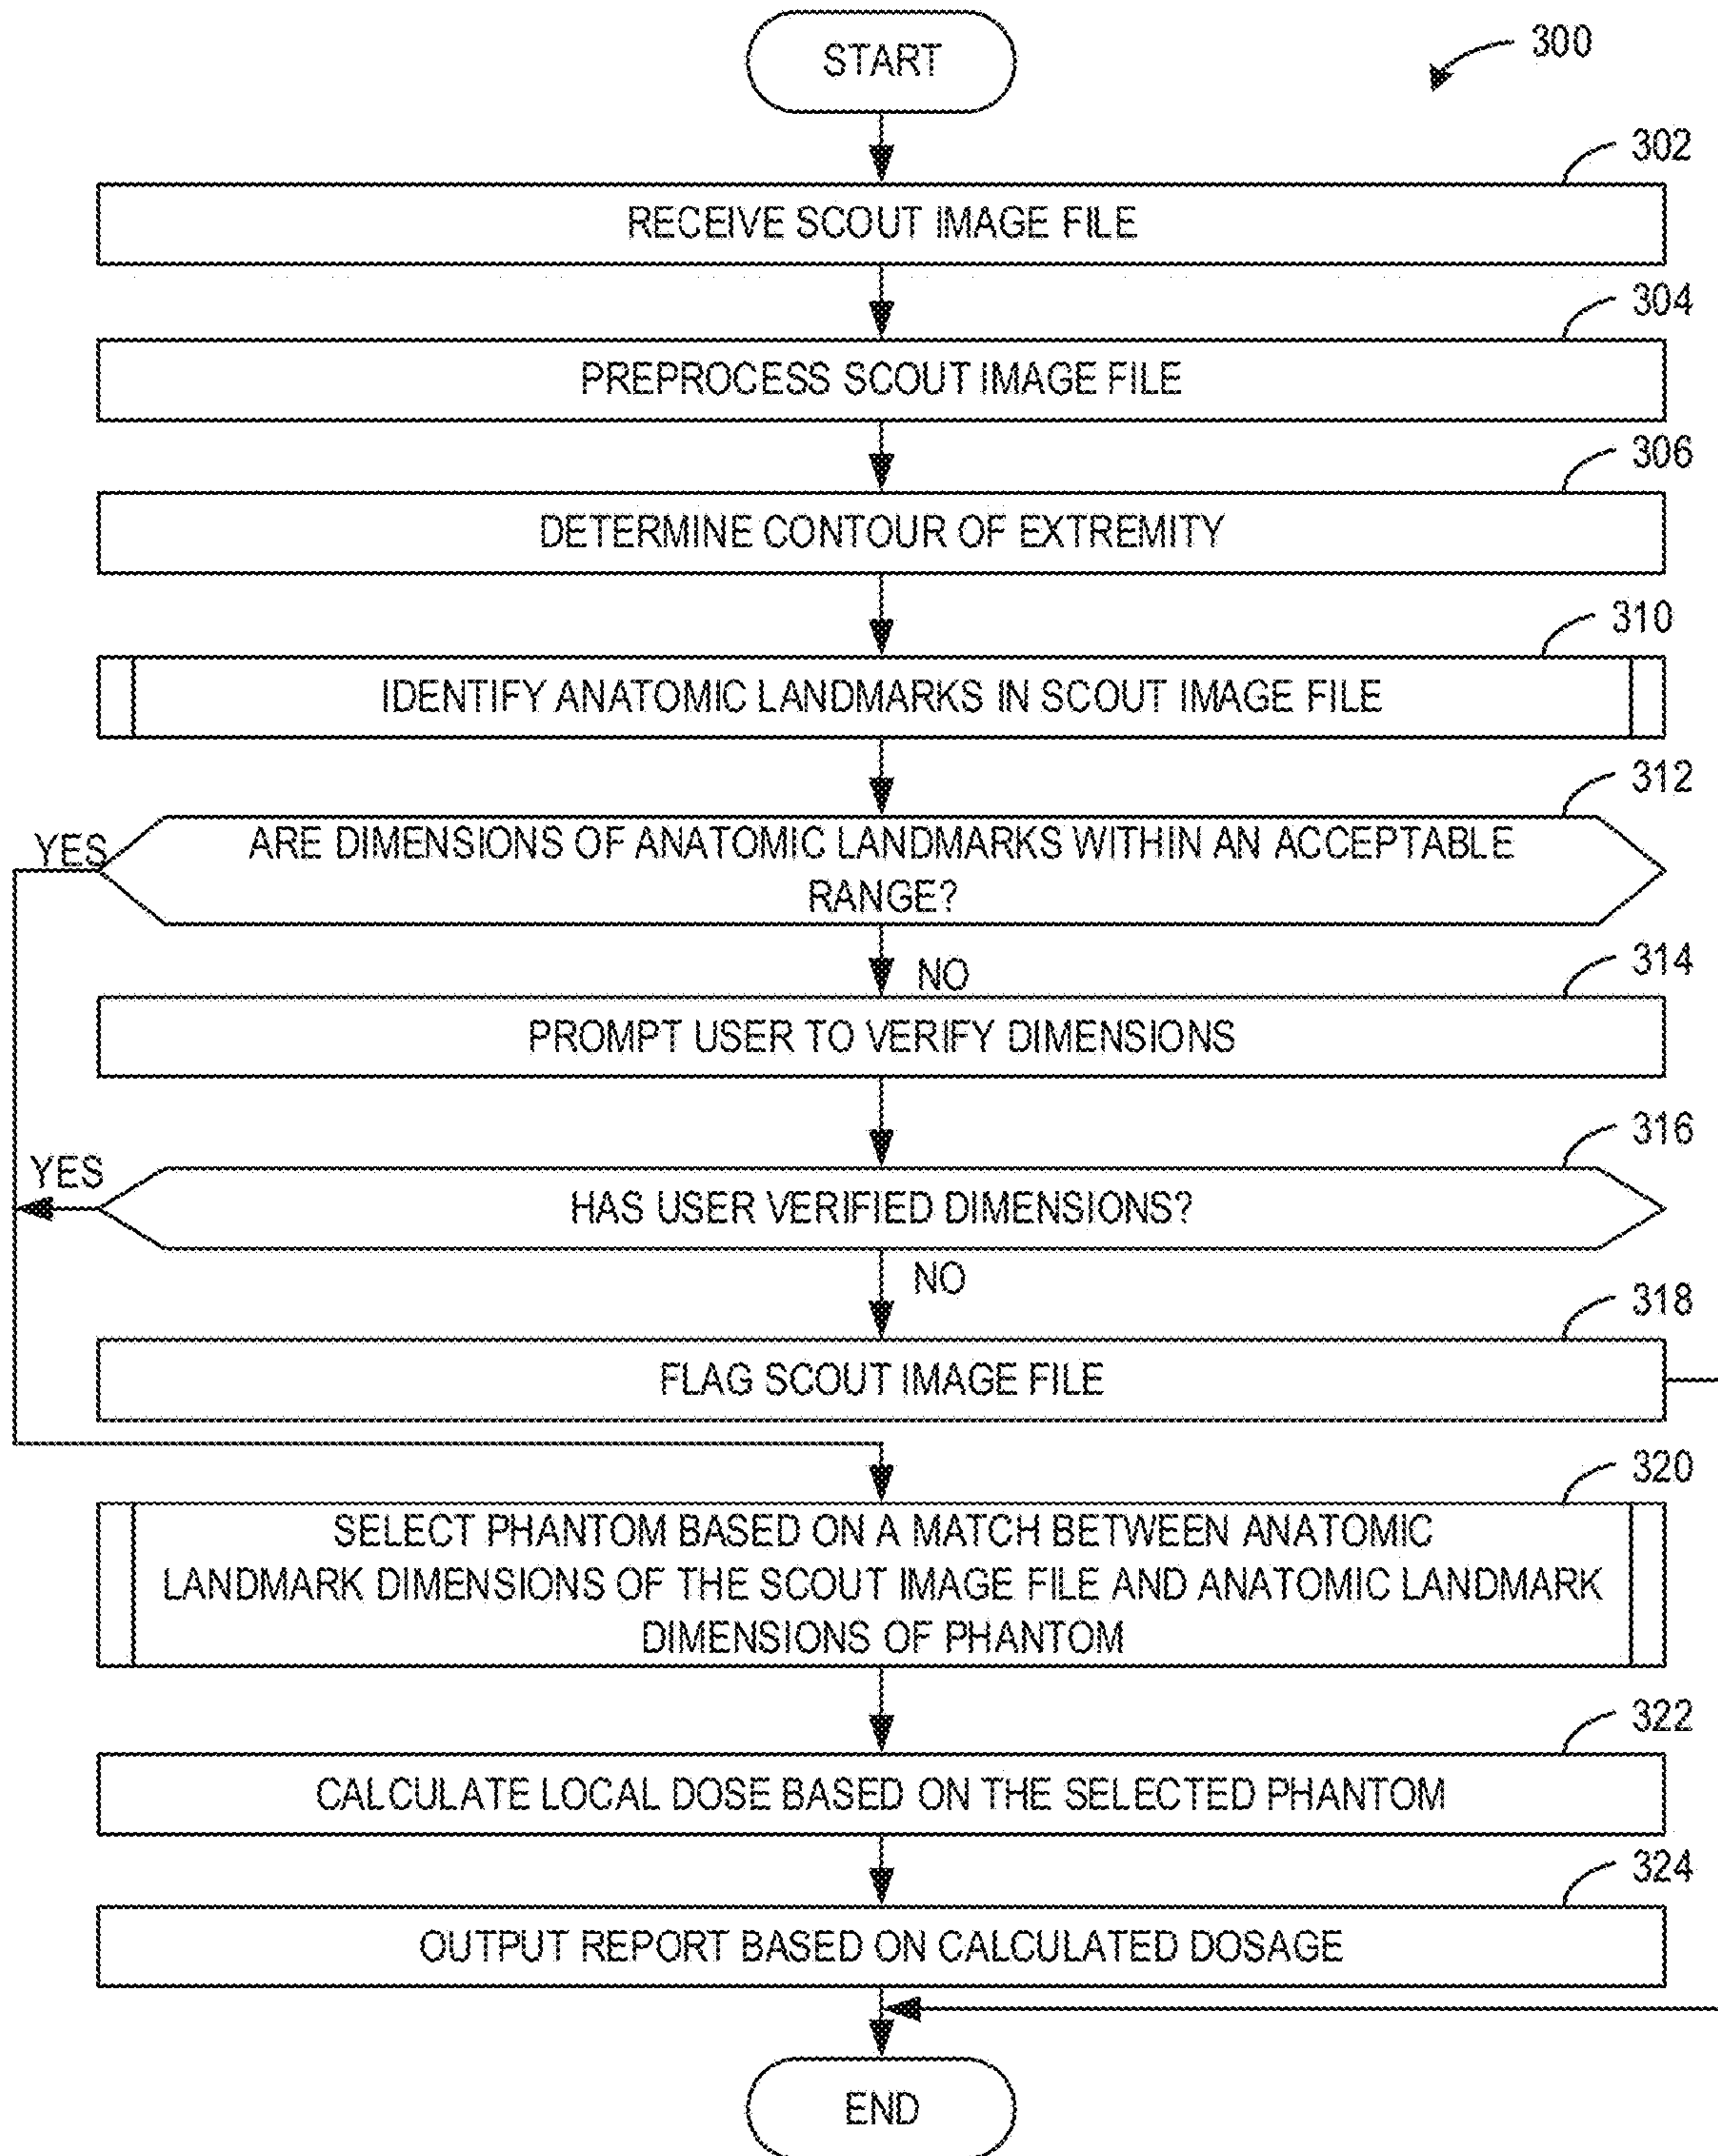 START
300
302
RECEIVE SCOUT IMAGE FILE
304
PREPROCESS SCOUT IMAGE FILE
306
DETERMINE CONTOUR OF EXTREMITY
310
IDENTIFY ANATOMIC LANDMARKS IN SCOUT IMAGE FILE
312
YES
ARE DIMENSIONS OF ANATOMIC LANDMARKS WITHIN AN ACCEPTABLE
RANGE?
NO
314
PROMPT USER TO VERIFY DIMENSIONS
316
YES
HAS USER VERIFIED DIMENSIONS?
NO
318
FLAG SCOUT IMAGE FILE
320
SELECT PHANTOM BASED ON A MATCH BETWEEN ANATOMIC
LANDMARK DIMENSIONS OF THE SCOUT IMAGE FILE AND ANATOMIC LANDMARK
DIMENSIONS OF PHANTOM
322
CALCULATE LOCAL DOSE BASED ON THE SELECTED PHANTOM
324
OUTPUT REPORT BASED ON CALCULATED DOSAGE
END